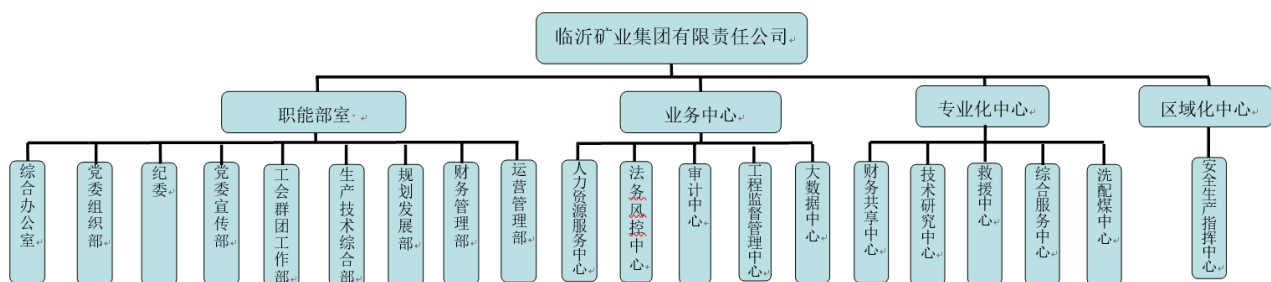 临沂矿业集团有限责任公司
职能部室
业务中心
专业化中心
区域化中心
综合办公室
党委组织部
纪委
党委宣传部
工会群团工作部
生产技术综合部
规划发展部
财务管理部
运营管理部
人力资源服务中心
法务风控中心
审计中心
工程监督管理中心
大数据中心
财务共享中心
技术研究中心
救援中心
综合服务中心
洗配煤中心
安全生产指挥中心